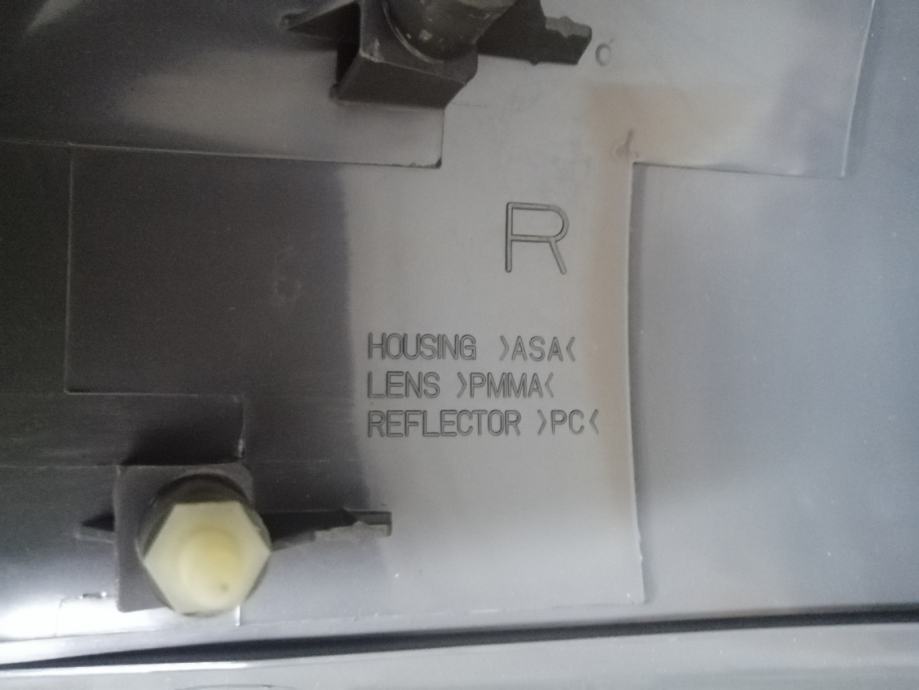 R
HOUSING >ASA<
LENS >PMMA<
REFLECTOR >PC<